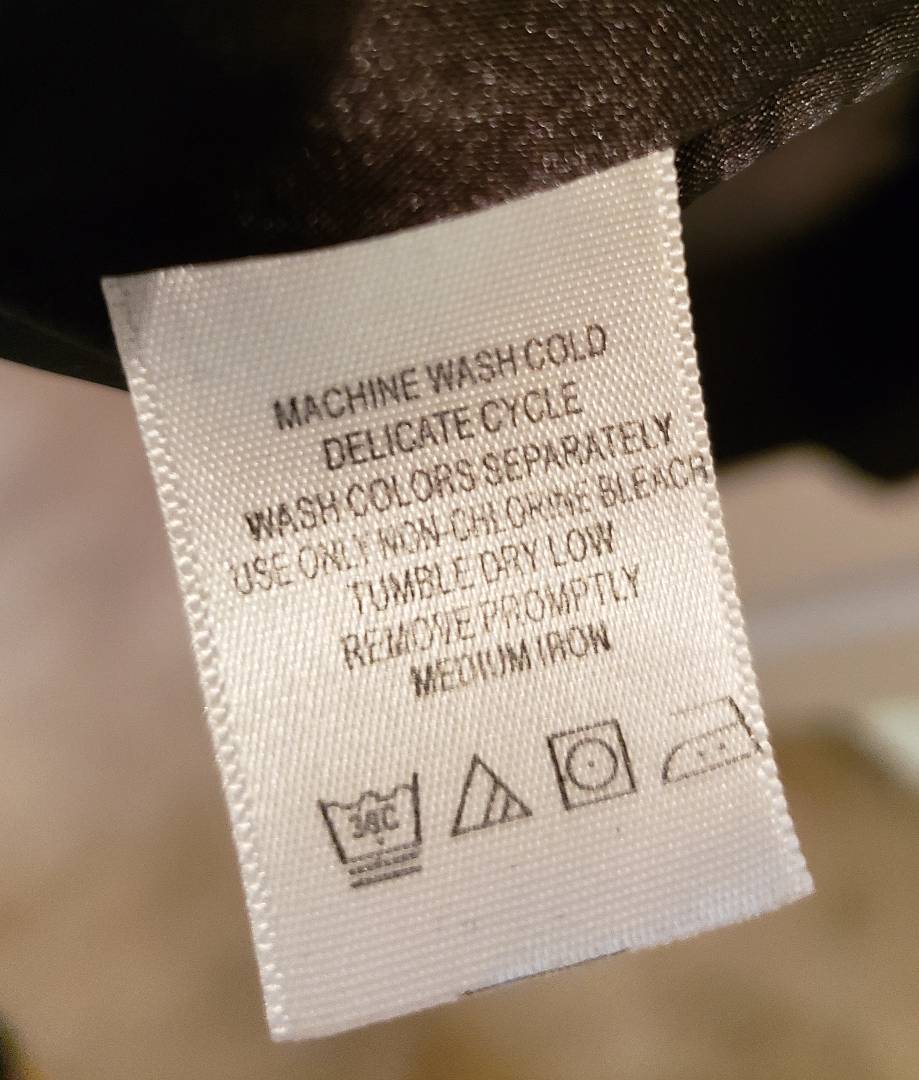 MACHINE WASH COLD
DELICATE CYCLE
WASH COLORS SEPARATELY
USE ONLY NON-CHLORINE BLEACH
TUMBLE DRY LOW
REMOVE PROMPTLY
MEDIUM IRON
30C